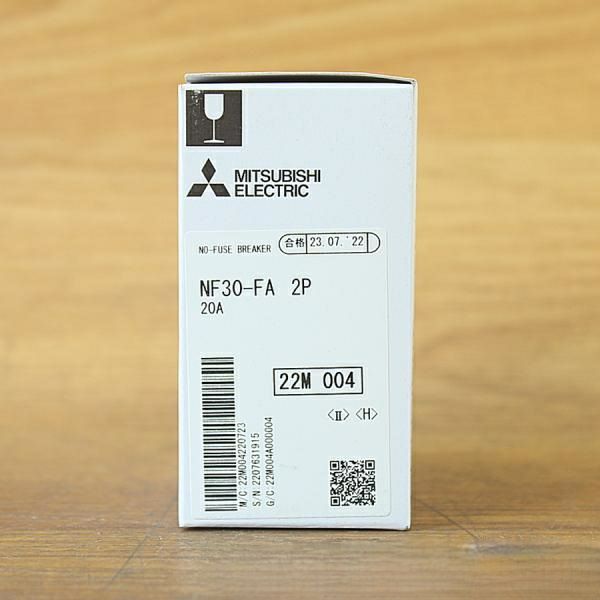 MITSUBISHI
ELECTRIC
NO-FUSE BREAKER 合格 23.07.'22
NF30-FA 2P
20A
22M 004
〈Ⅱ〉 〈H〉
M/C 22M004220723
S/N 2207631915
G/C 22M004A000004